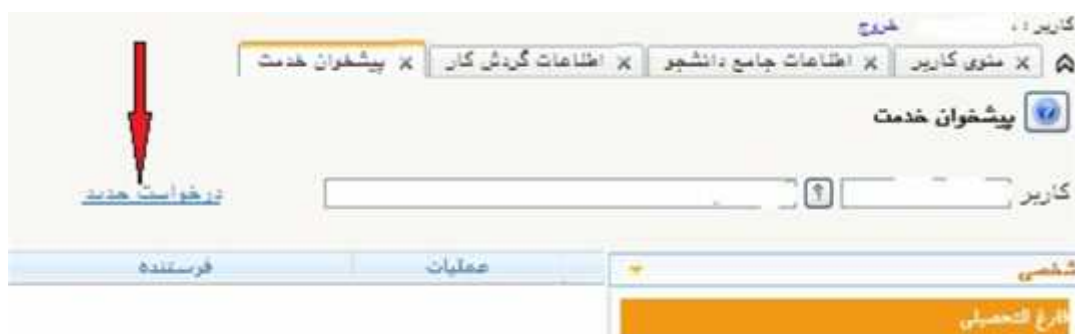 کاربر : خروج
منوی کاربر × اطلاعات جامع دانشجو × اطلاعات گردش کار × پیشخوان خدمت ×
پیشخوان خدمت
کاربر درخواست جدید
شخصی عملیات فرستنده
فارغ التحصیلی